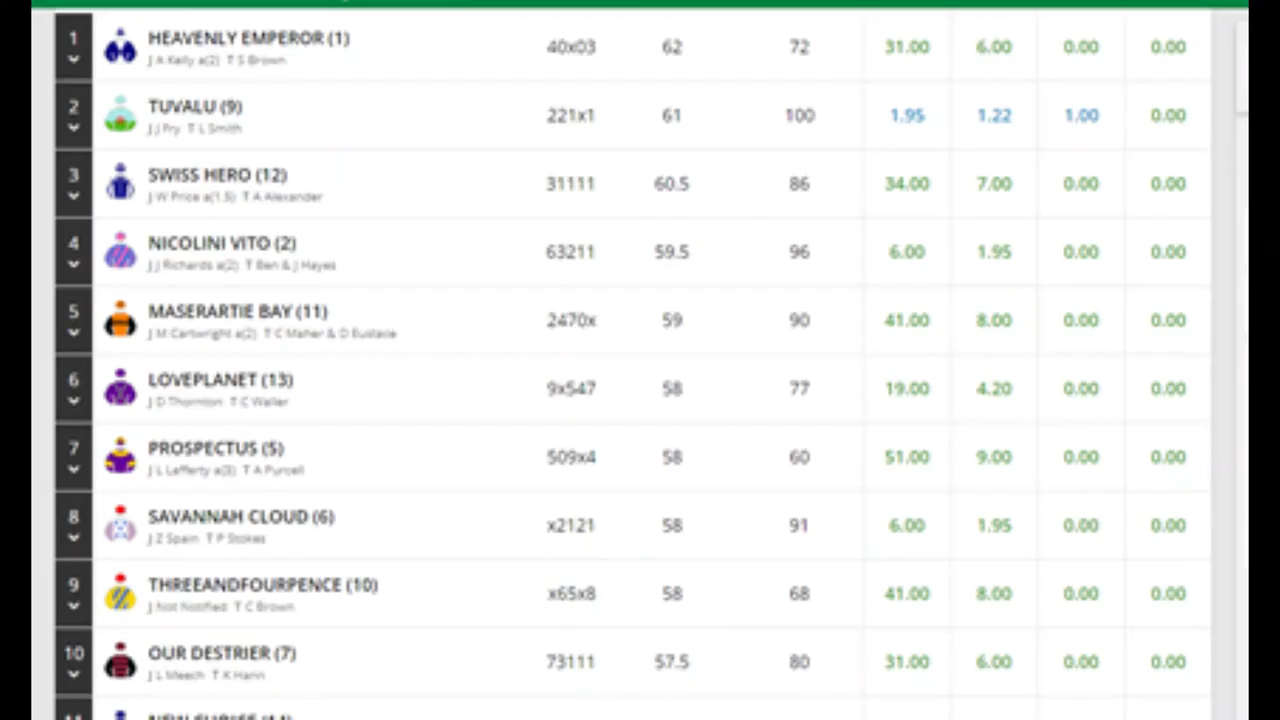 1 HEAVENLY EMPEROR (1) 40x03 62 72 31.00 6.00 0.00 0.00
J A Kelly a(2) T S Brown
2 TUVALU (9) 221x1 61 100 1.95 1.22 1.00 0.00
J J Fry T L Smith
3 SWISS HERO (12) 31111 60.5 86 34.00 7.00 0.00 0.00
J W Price a(1.5) T A Alexander
4 NICOLINI VITO (2) 63211 59.5 96 6.00 1.95 0.00 0.00
J J Richards a(2) T Ben & J Hayes
5 MASERARTIE BAY (11) 2470x 59 90 41.00 8.00 0.00 0.00
J M Cartwright a(2) T C Maher & D Eustace
6 LOVEPLANET (13) 9x547 58 77 19.00 4.20 0.00 0.00
J D Thornton T C Waller
7 PROSPECTUS (5) 509x4 58 60 51.00 9.00 0.00 0.00
J L Lafferty a(3) T A Purcell
8 SAVANNAH CLOUD (6) x2121 58 91 6.00 1.95 0.00 0.00
J Z Spain T P Stokes
9 THREEANDFOURPENCE (10) x65x8 58 68 41.00 8.00 0.00 0.00
J Not Notified T C Brown
10 OUR DESTRIER (7) 73111 57.5 80 31.00 6.00 0.00 0.00
J L Meech T K Hann